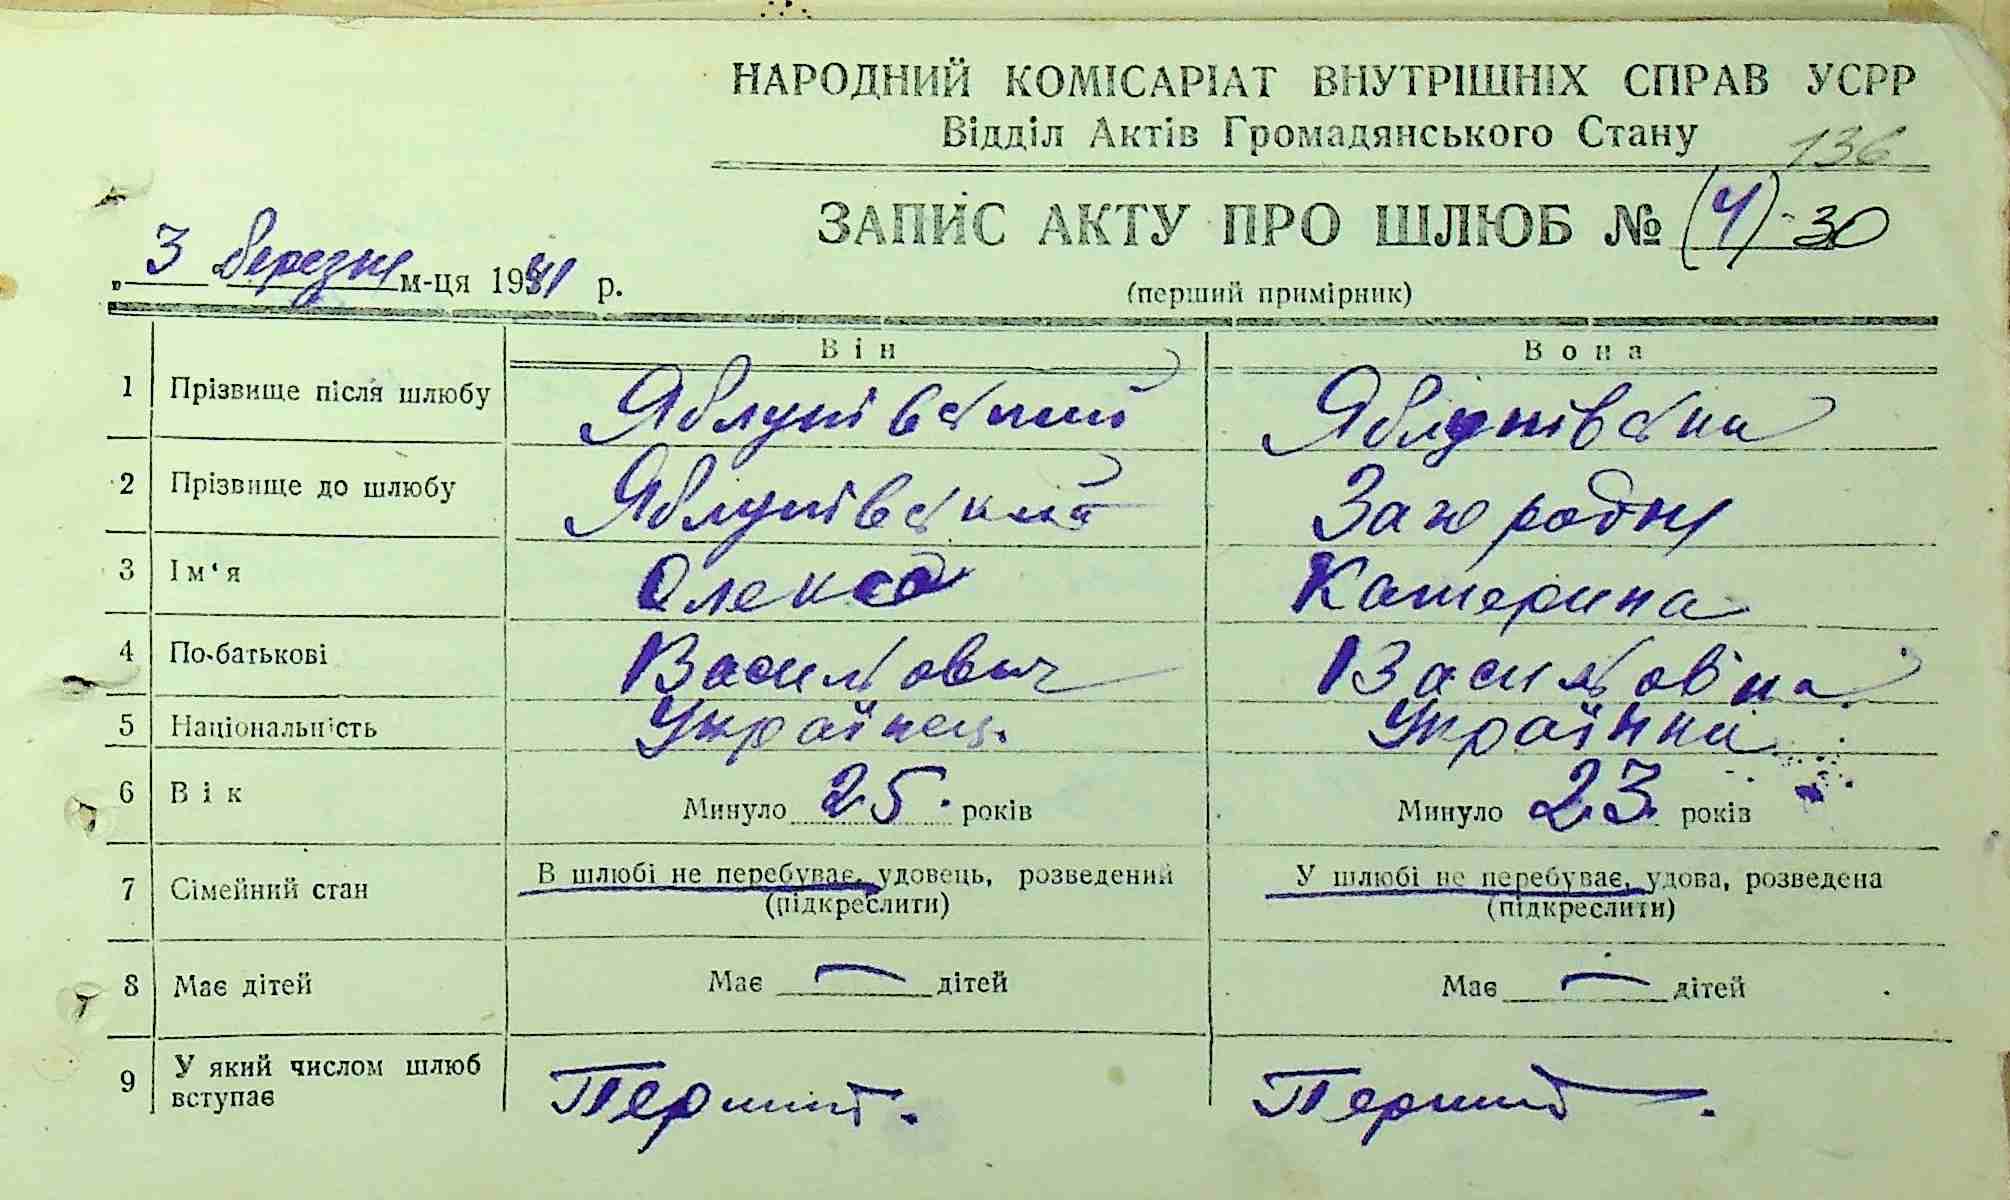 НАРОДНИЙ КОМІСАРІАТ ВНУТРІШНІХ СПРАВ УСРР
Відділ Актів Громадянського Стану
136
ЗАПИС АКТУ ПРО ШЛЮБ № (4)-30
„ 3 березня м-ця 1941 р.
(перший примірник)
Він Вона
1 Прізвище після шлюбу Яблунівський Яблунівська
2 Прізвище до шлюбу Яблунівський
3 Ім‘я Олекса Катерина
4 По-батькові Васильович Васильовна
5 Національність Українець Українка
6 Вік Минуло 25 років Минуло 23 років
7 Сімейний стан В шлюбі не перебуває, удовець, розведений У шлюбі не перебуває, удова, розведена
(підкреслити) (підкреслити)
8 Має дітей Має — дітей Має — дітей
9 У який числом шлюб вступає Перший. Перший.